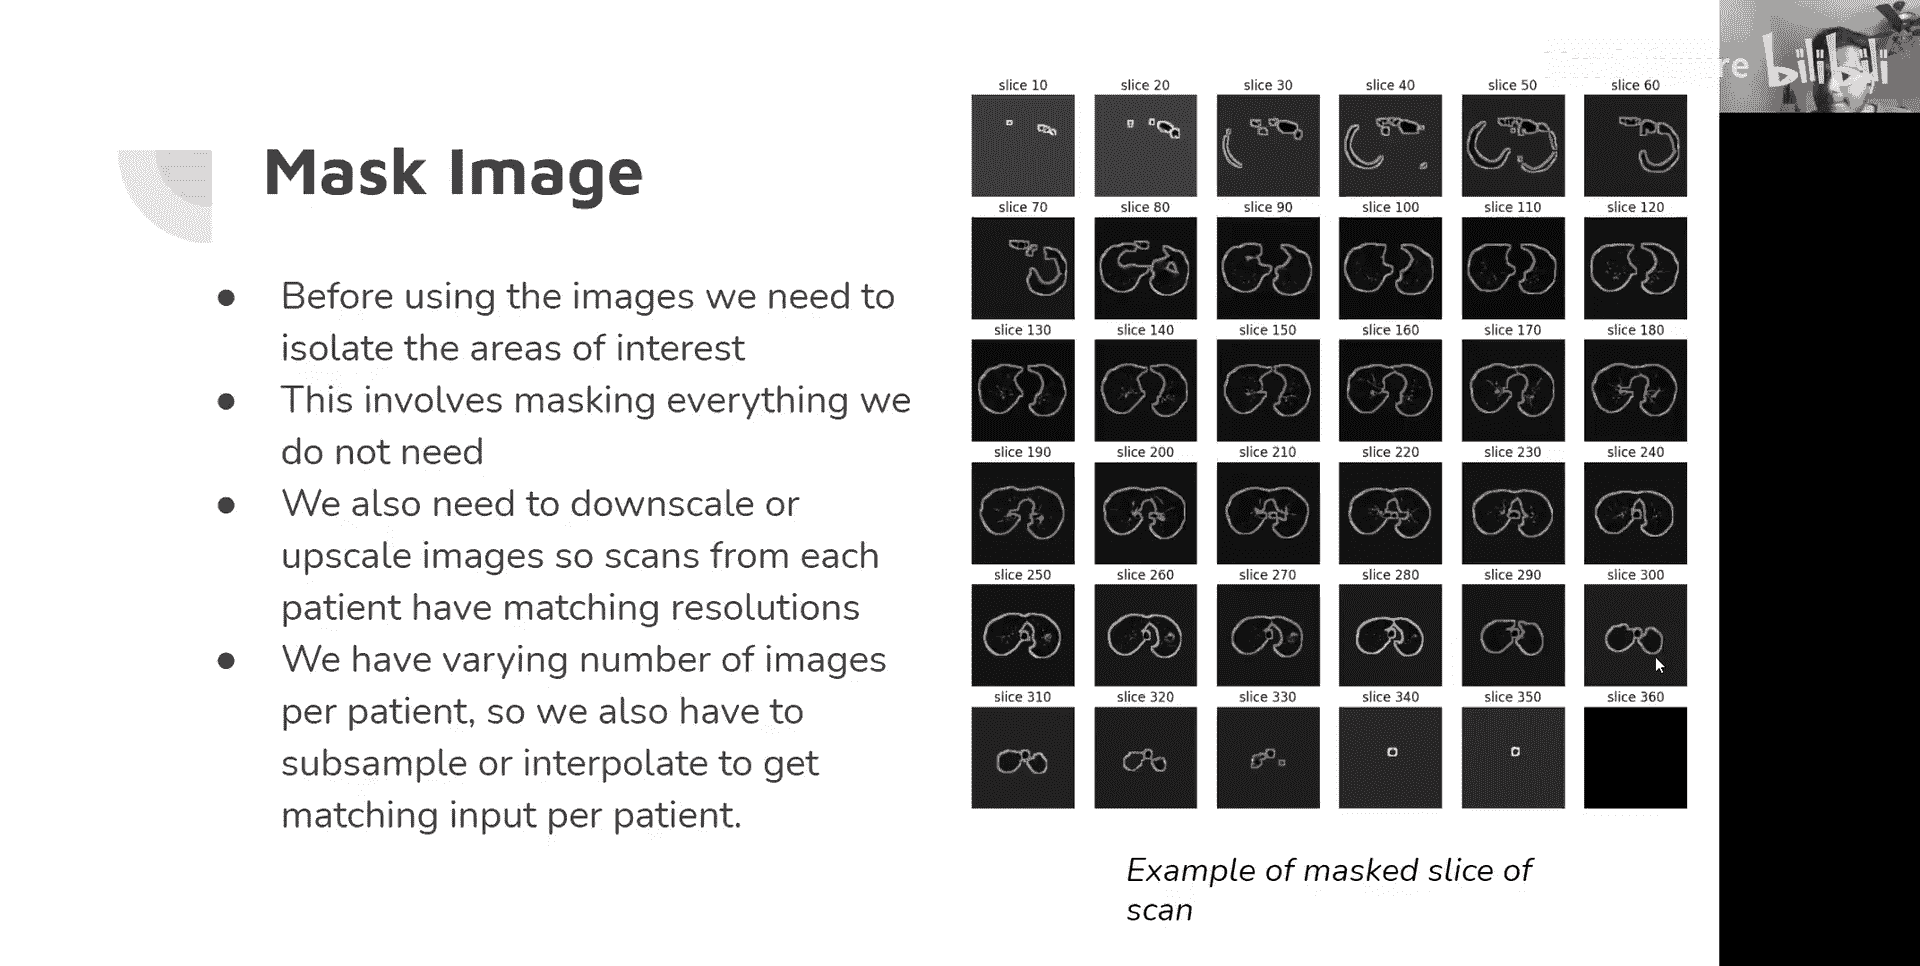 Mask Image
● Before using the images we need to
isolate the areas of interest
● This involves masking everything we
do not need
● We also need to downscale or
upscale images so scans from each
patient have matching resolutions
● We have varying number of images
per patient, so we also have to
subsample or interpolate to get
matching input per patient.
slice 10 slice 20 slice 30 slice 40 slice 50 slice 60
slice 70 slice 80 slice 90 slice 100 slice 110 slice 120
slice 130 slice 140 slice 150 slice 160 slice 170 slice 180
slice 190 slice 200 slice 210 slice 220 slice 230 slice 240
slice 250 slice 260 slice 270 slice 280 slice 290 slice 300
slice 310 slice 320 slice 330 slice 340 slice 350 slice 360
Example of masked slice of
scan
bilibili